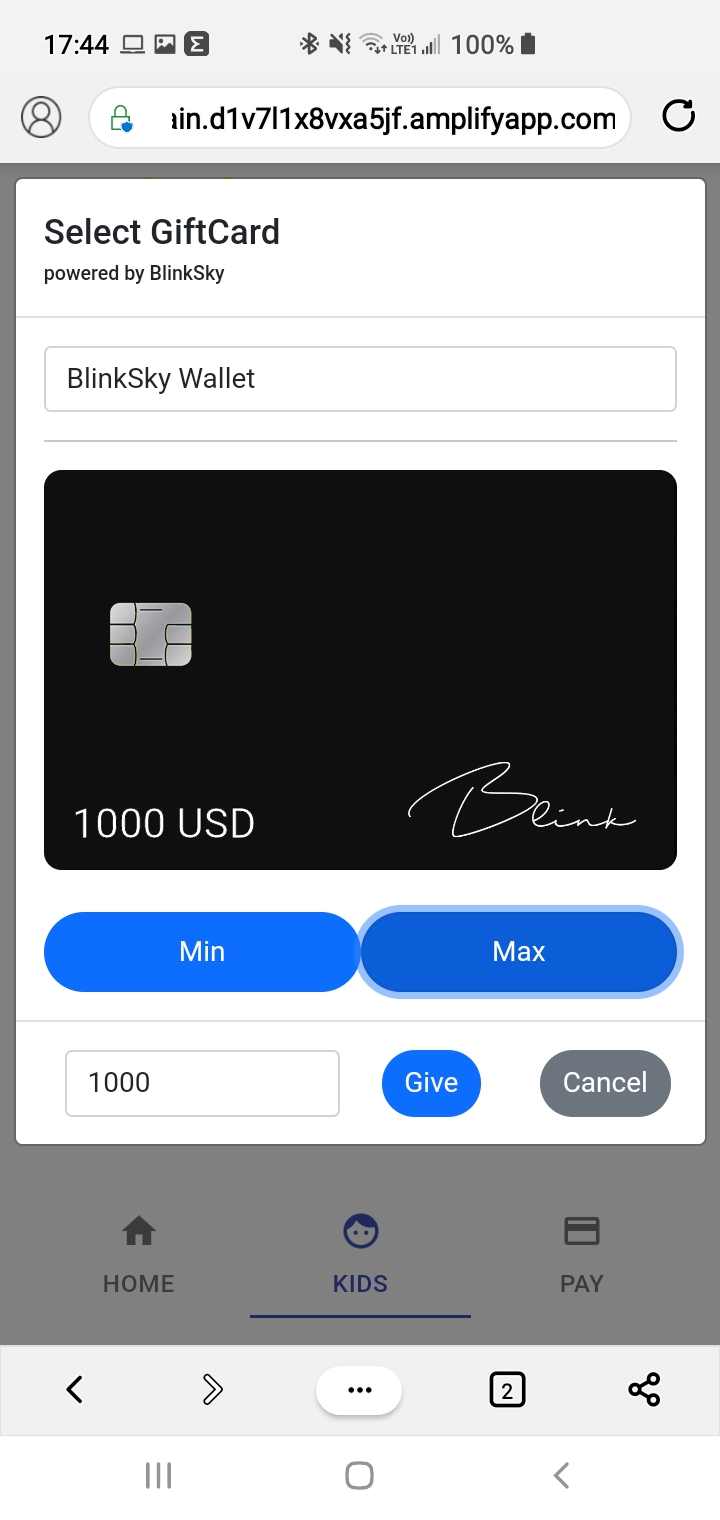 17:44 Vo)) LTE1 100%
ain.d1v7l1x8vxa5jf.amplifyapp.com
Select GiftCard
powered by BlinkSky
BlinkSky Wallet
1000 USD Blink
Min Max
1000 Give Cancel
HOME KIDS PAY
2